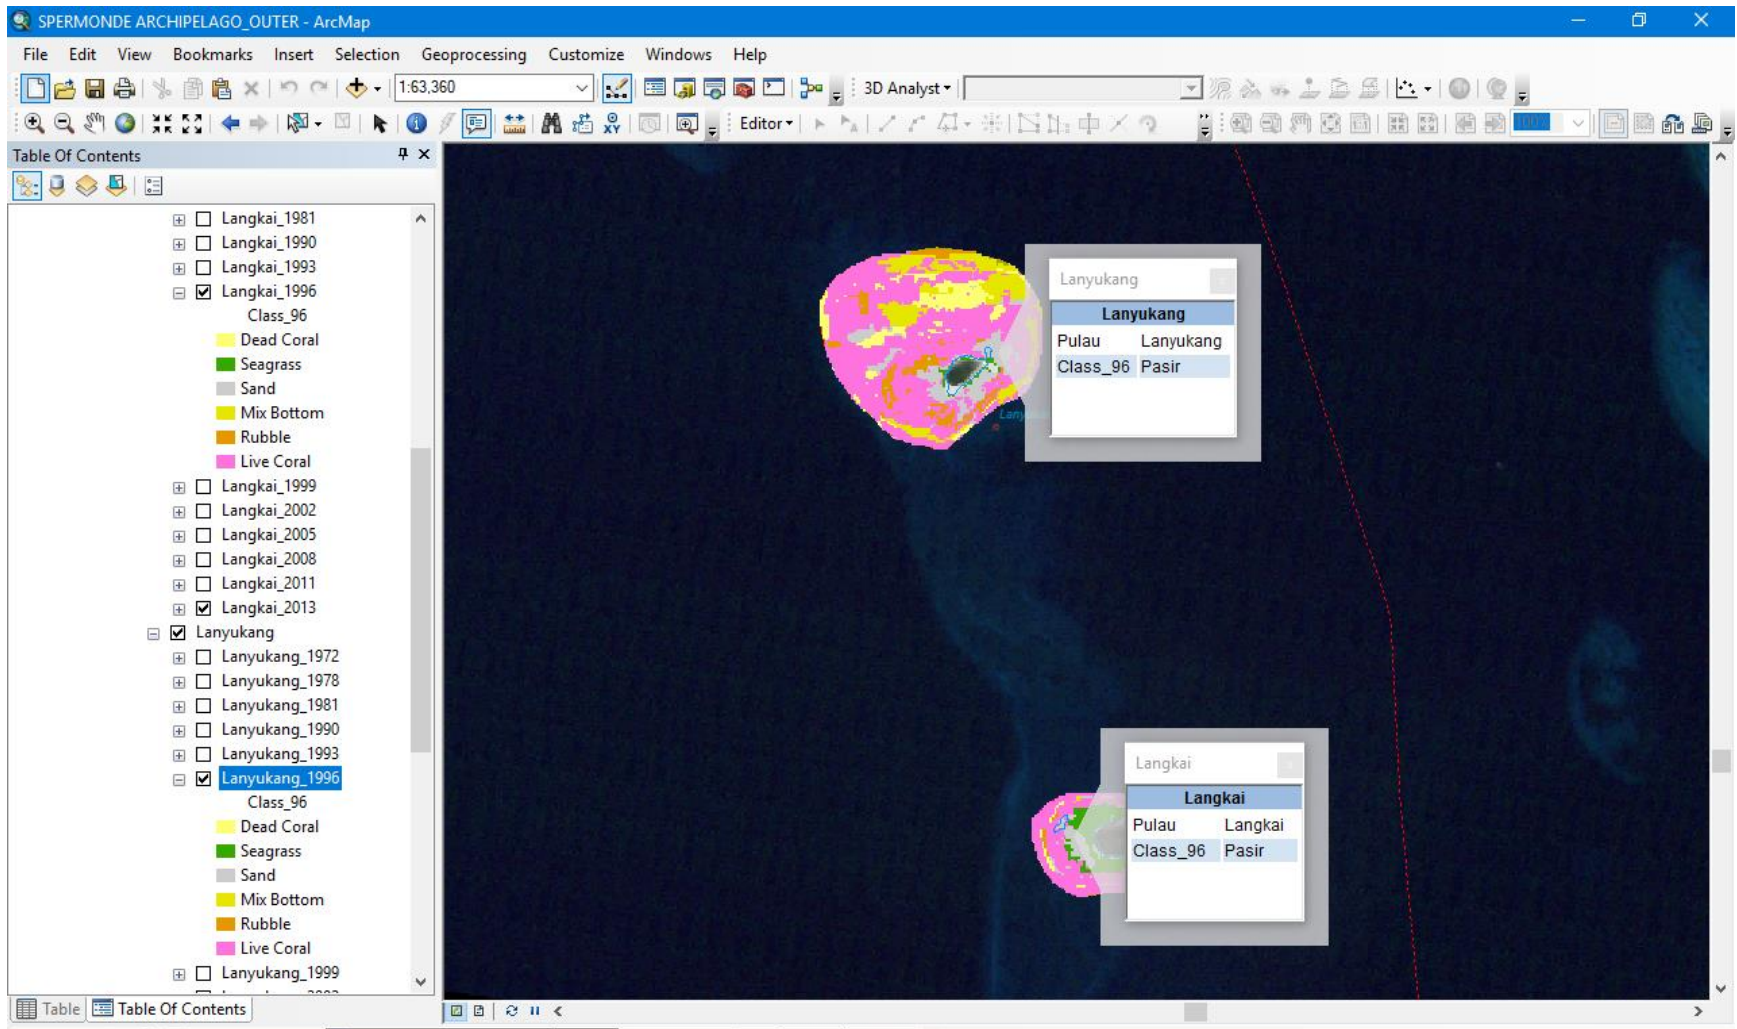 SPERMONDE ARCHIPELAGO_OUTER - ArcMap
File Edit View Bookmarks Insert Selection Geoprocessing Customize Windows Help
1:63,360
3D Analyst
Editor
100%
Table Of Contents
Langkai_1981
Langkai_1990
Langkai_1993
Langkai_1996
Class_96
Dead Coral
Seagrass
Sand
Mix Bottom
Rubble
Live Coral
Langkai_1999
Langkai_2002
Langkai_2005
Langkai_2008
Langkai_2011
Langkai_2013
Lanyukang
Lanyukang_1972
Lanyukang_1978
Lanyukang_1981
Lanyukang_1990
Lanyukang_1993
Lanyukang_1996
Class_96
Dead Coral
Seagrass
Sand
Mix Bottom
Rubble
Live Coral
Lanyukang_1999
Table
Table Of Contents
Lanyukang
Lanyukang
Pulau Lanyukang
Class_96 Pasir
Langkai
Langkai
Pulau Langkai
Class_96 Pasir